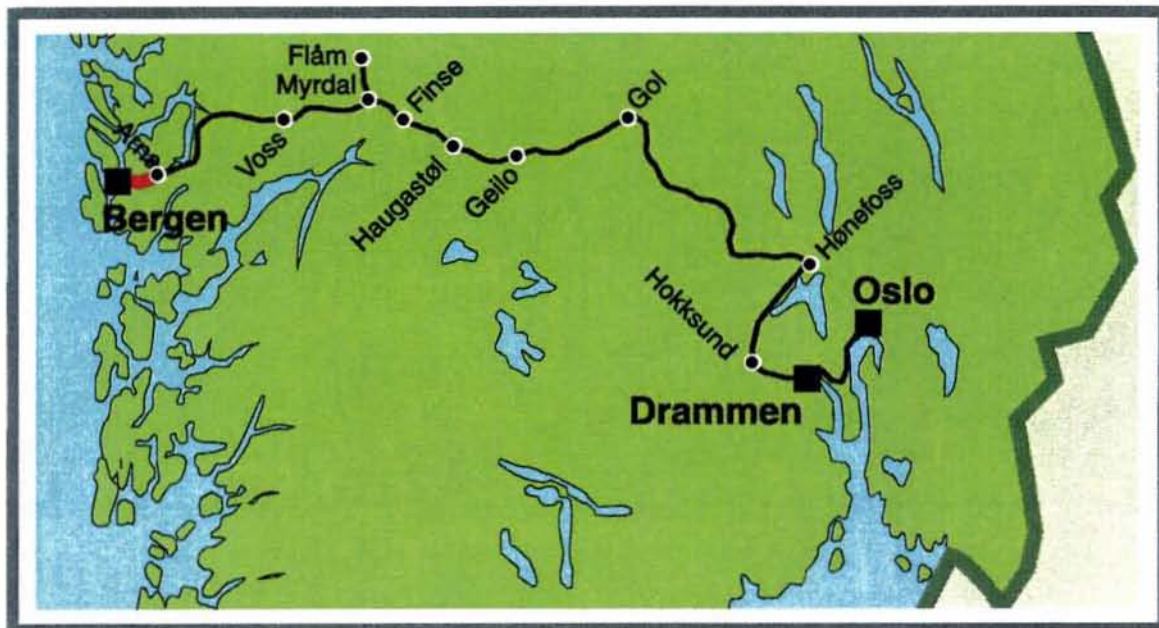 Flåm
Myrdal
Finse
Gol
Arna
Voss
Bergen
Haugastøl
Geilo
Hønefoss
Hokksund
Oslo
Drammen